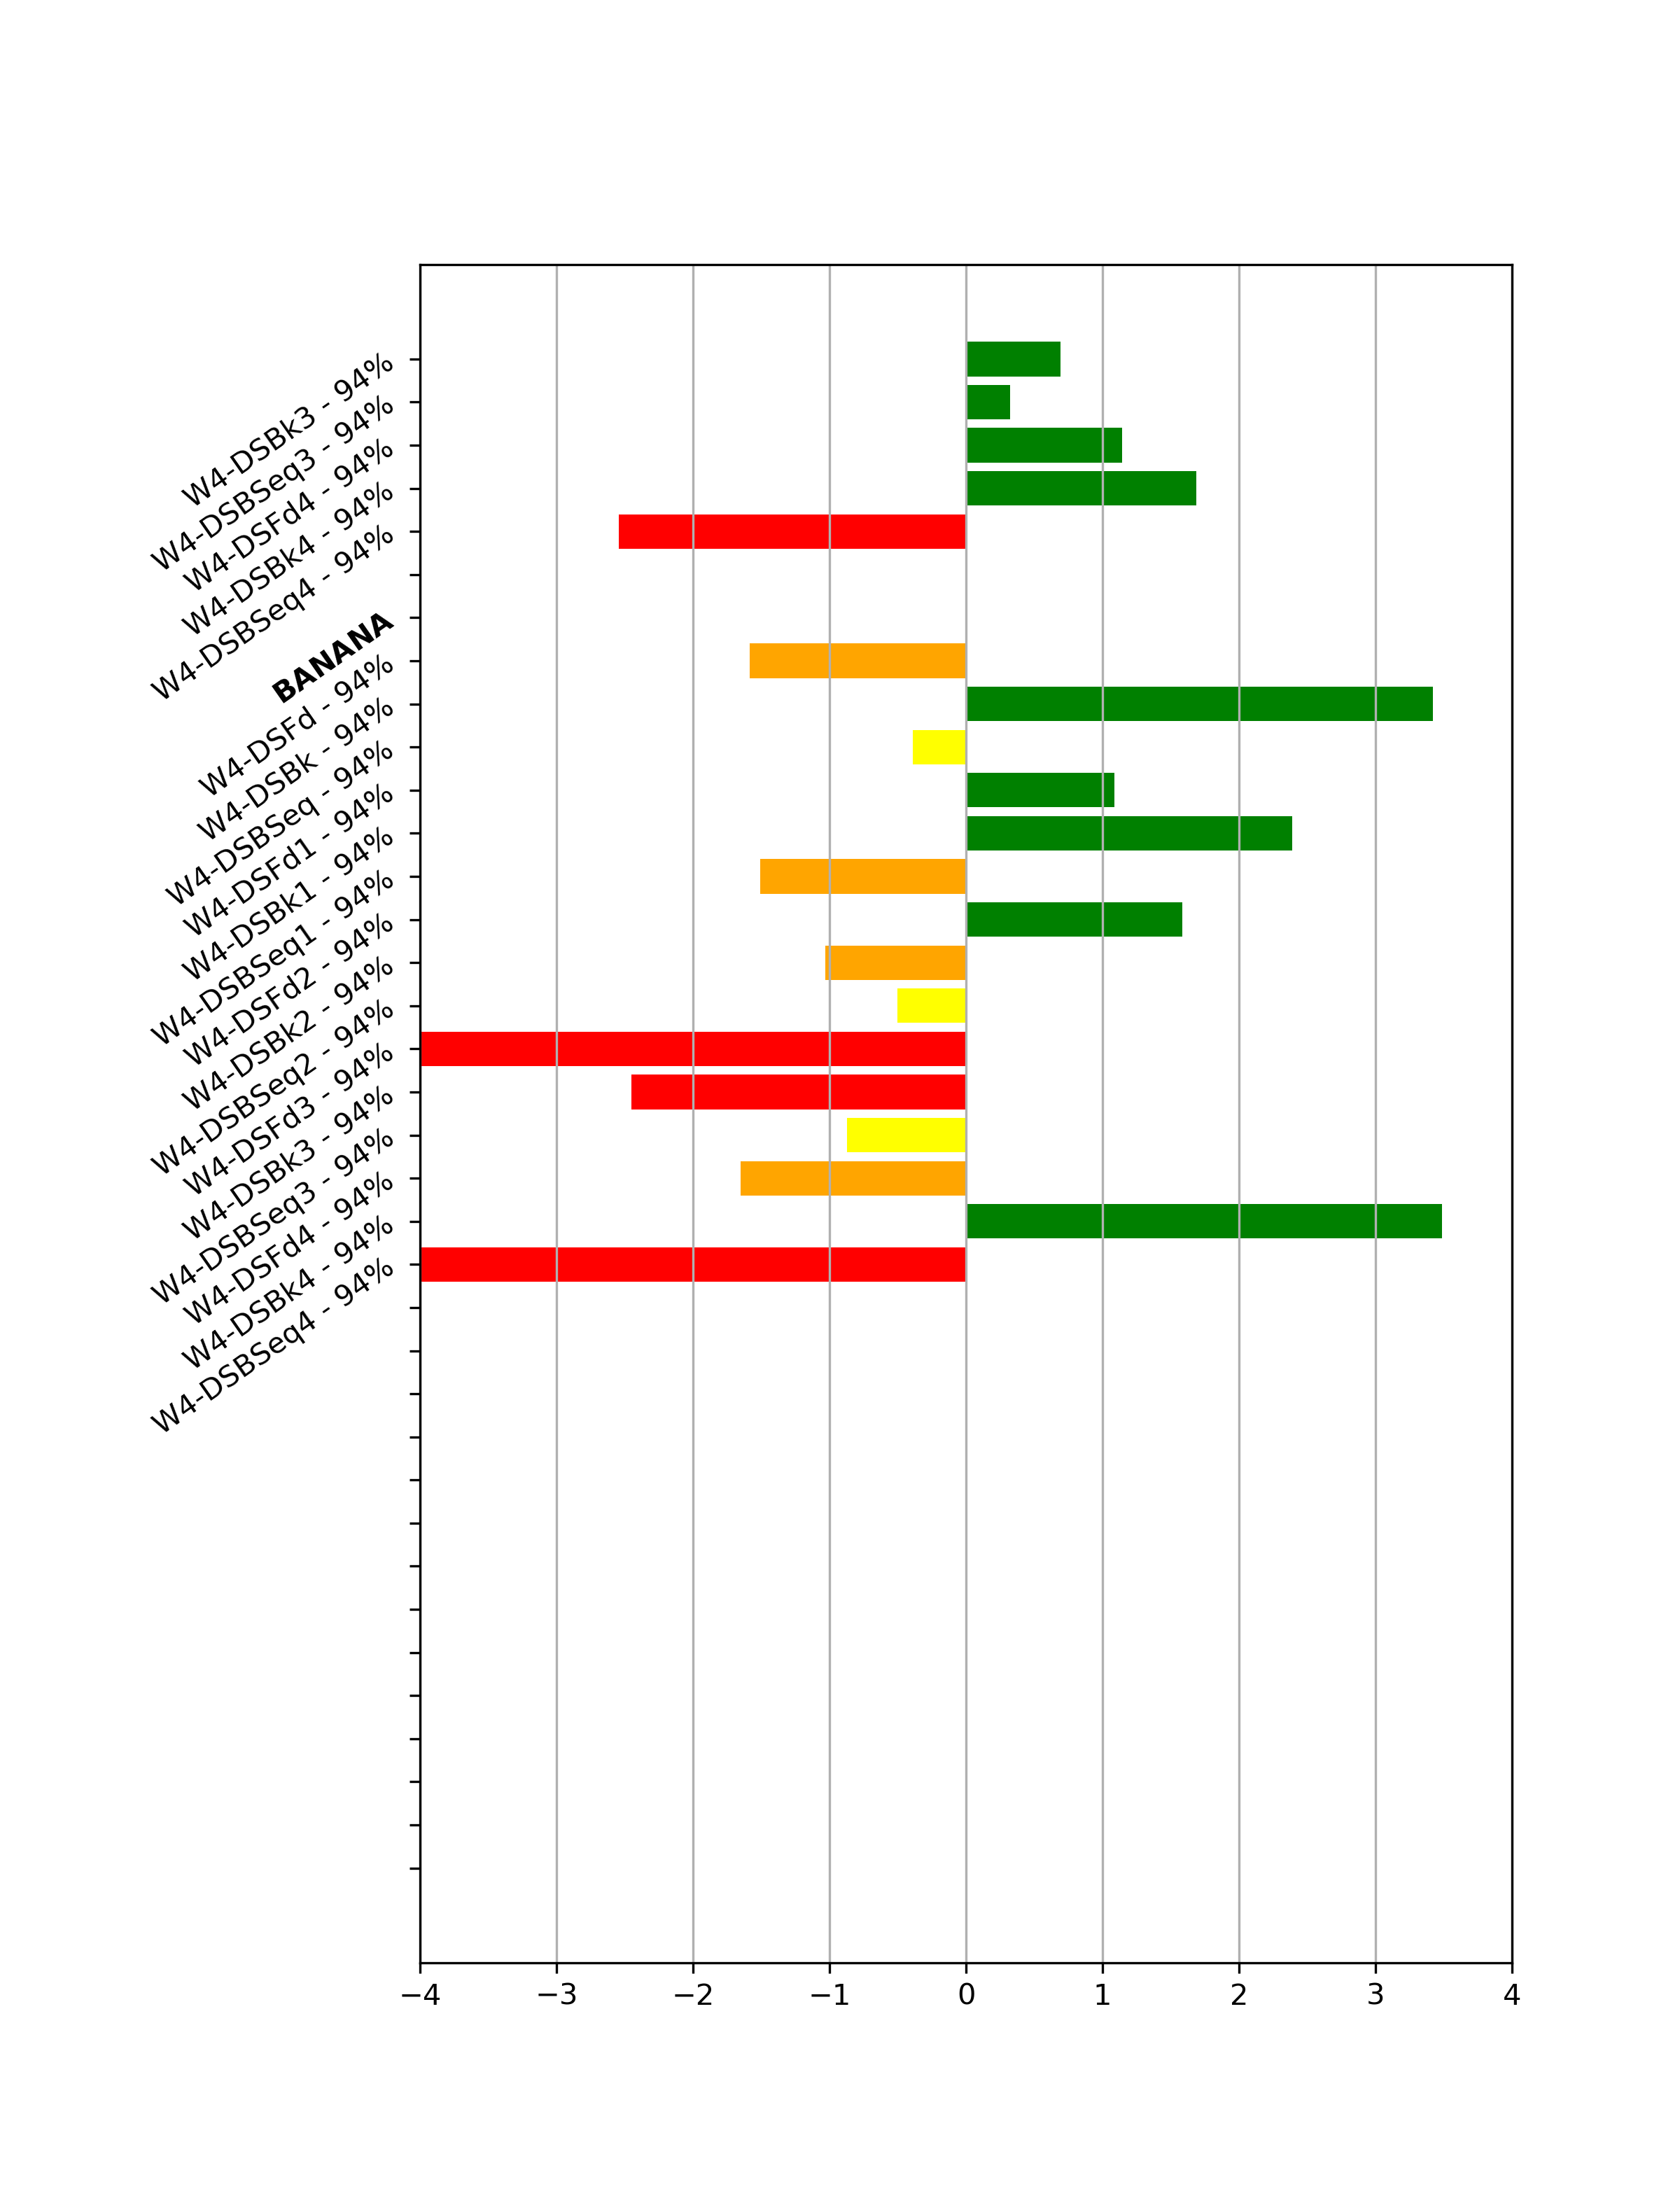 W4-DSBk3 - 94%
W4-DSBSeq3 - 94%
W4-DSFd4 - 94%
W4-DSBk4 - 94%
W4-DSBSeq4 - 94%
BANANA
W4-DSFd - 94%
W4-DSBk - 94%
W4-DSBSeq - 94%
W4-DSFd1 - 94%
W4-DSBk1 - 94%
W4-DSBSeq1 - 94%
W4-DSFd2 - 94%
W4-DSBk2 - 94%
W4-DSBSeq2 - 94%
W4-DSFd3 - 94%
W4-DSBk3 - 94%
W4-DSBSeq3 - 94%
W4-DSFd4 - 94%
W4-DSBk4 - 94%
W4-DSBSeq4 - 94%
−4 −3 −2 −1 0 1 2 3 4